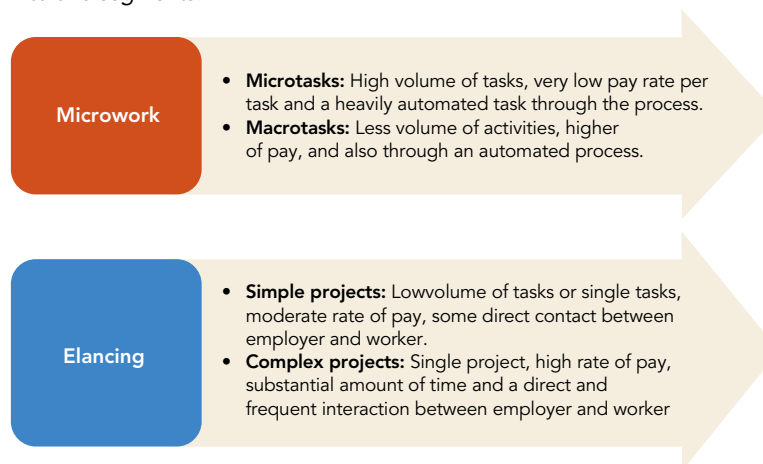 Microwork
• Microtasks: High volume of tasks, very low pay rate per
task and a heavily automated task through the process.
• Macrotasks: Less volume of activities, higher
of pay, and also through an automated process.
Elancing
• Simple projects: Lowvolume of tasks or single tasks,
moderate rate of pay, some direct contact between
employer and worker.
• Complex projects: Single project, high rate of pay,
substantial amount of time and a direct and
frequent interaction between employer and worker